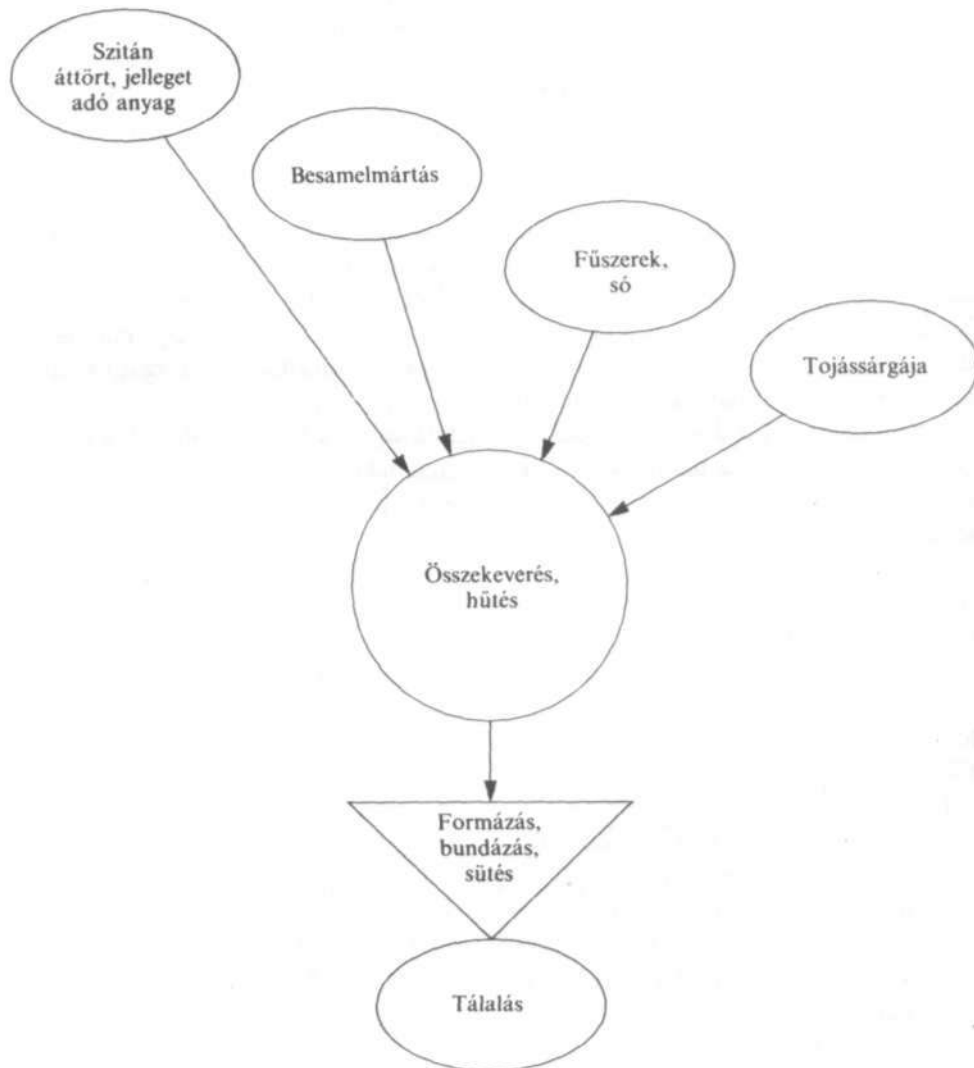 Szitán
áttört, jelleget
adó anyag
Besamelmártás
Fűszerek,
só
Tojássárgája
Összekeverés,
hűtés
Formázás,
bundázás,
sütés
Tálalás